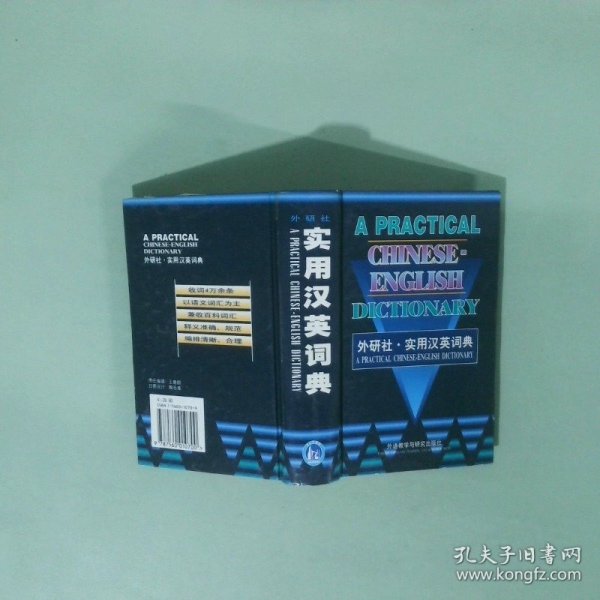 A PRACTICAL
CHINESE-ENGLISH
DICTIONARY
外研社·实用汉英词典
收词4万余条
以语文词汇为主
兼收百科词汇
释义准确、规范
编排清晰、合理
外研社
实用汉英词典
A PRACTICAL CHINESE-ENGLISH DICTIONARY
A PRACTICAL
CHINESE-
ENGLISH
DICTIONARY
外研社·实用汉英词典
A PRACTICAL CHINESE-ENGLISH DICTIONARY
外语教学与研究出版社
孔夫子旧书网
www.kongfz.com